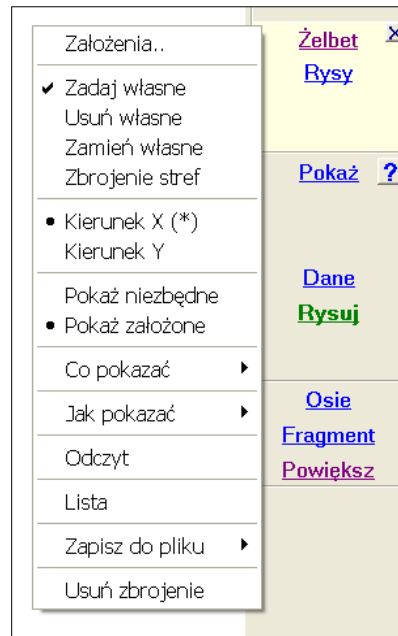 Założenia..
Zadaj własne
Usuń własne
Zamień własne
Zbrojenie stref
Kierunek X (*)
Kierunek Y
Pokaż niezbędne
Pokaż założone
Co pokazać
Jak pokazać
Odczyt
Lista
Zapisz do pliku
Usuń zbrojenie
Żelbet
Rysy
Pokaż ?
Dane
Rysuj
Osie
Fragment
Powiększ